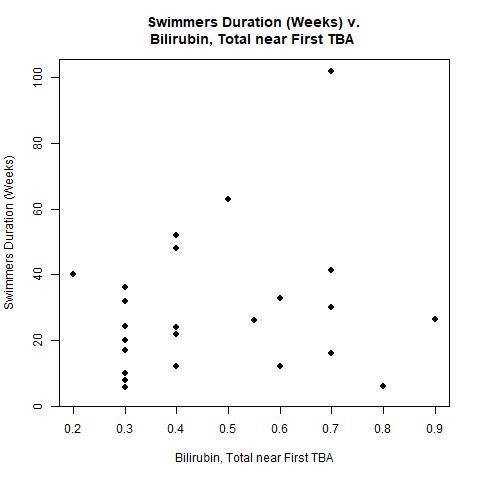 Swimmers Duration (Weeks) v.
Bilirubin, Total near First TBA
Swimmers Duration (Weeks)
100
80
60
40
20
0
0.2 0.3 0.4 0.5 0.6 0.7 0.8 0.9
Bilirubin, Total near First TBA